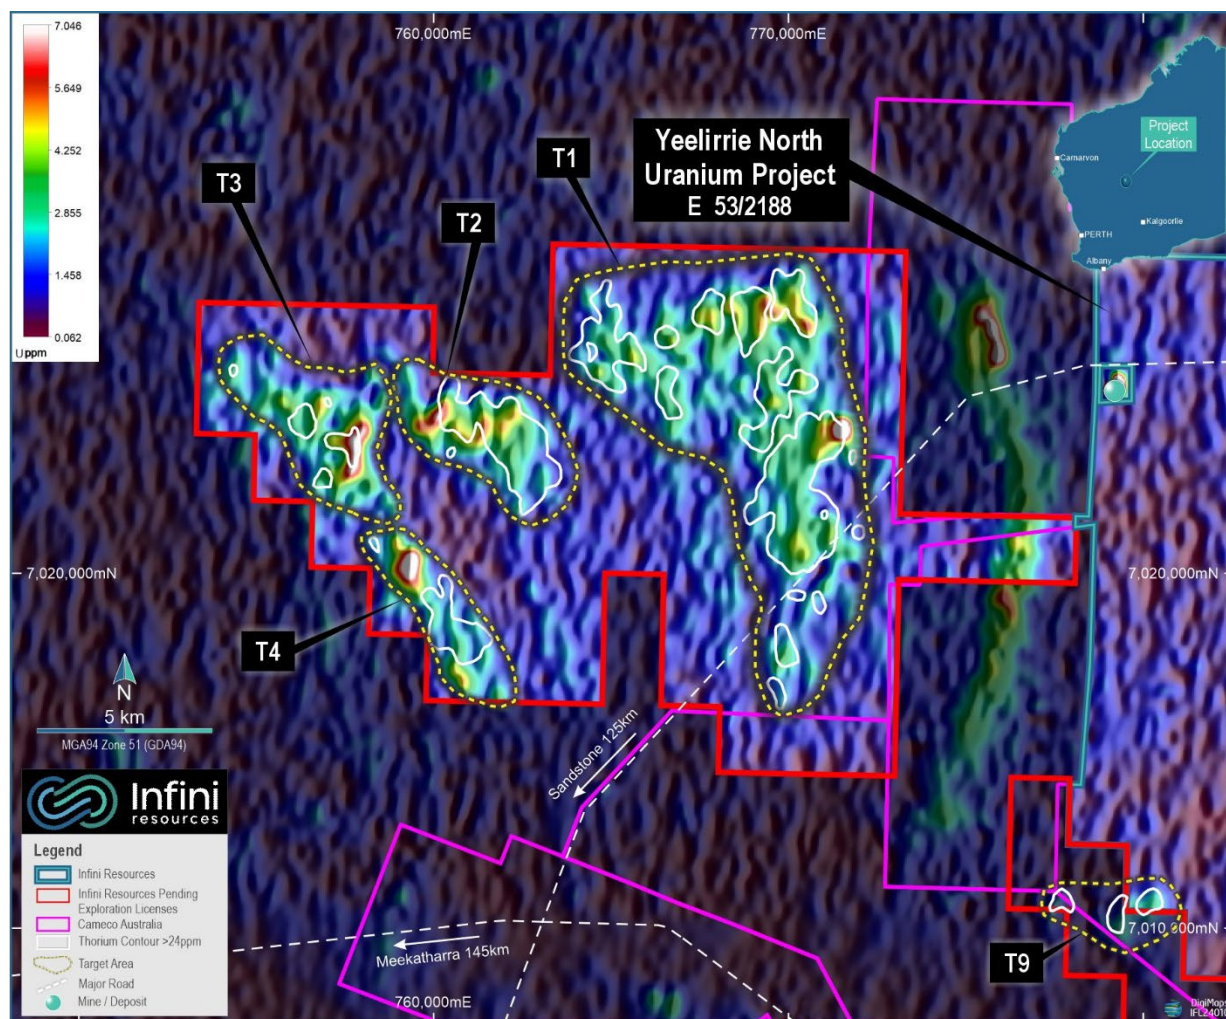 7.046
5.649
4.252
2.855
1.458
0.062
U ppm
760,000mE
770,000mE
Project
Location
Carnarvon
Kalgoorlie
PERTH
Albany
Yeelirrie North
Uranium Project
E 53/2188
T1
T3
T2
7,020,000mN
7,020,000mN
T4
N
5 km
MGA94 Zone 51 (GDA94)
Sandstone 125km
Infini
resources
Legend
Infini Resources
Infini Resources Pending
Exploration Licenses
Cameco Australia
Thorium Contour >24ppm
Target Area
Major Road
Mine / Deposit
Meekatharra 145km
760,000mE
7,010,000mN
T9
DigiMaps